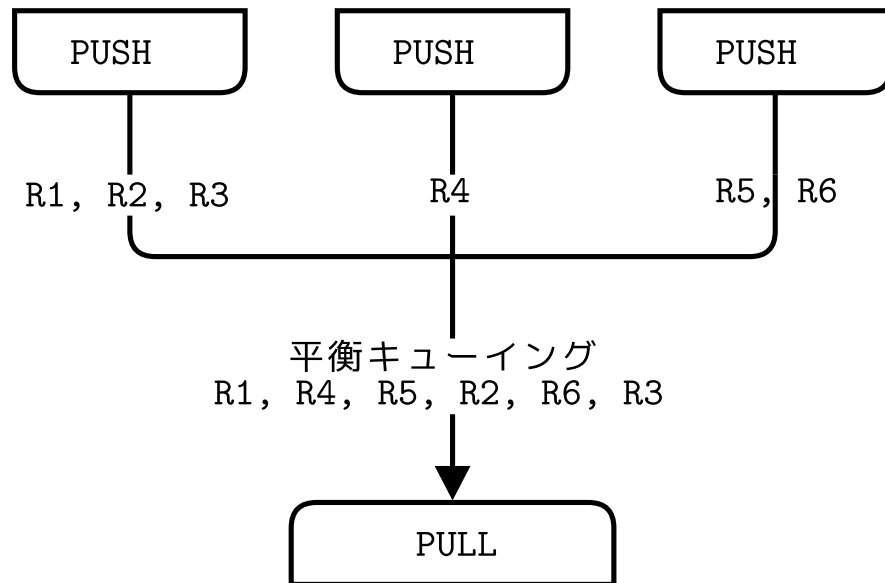 PUSH PUSH PUSH
R1, R2, R3 R4 R5, R6
平衡キューイング
R1, R4, R5, R2, R6, R3
PULL